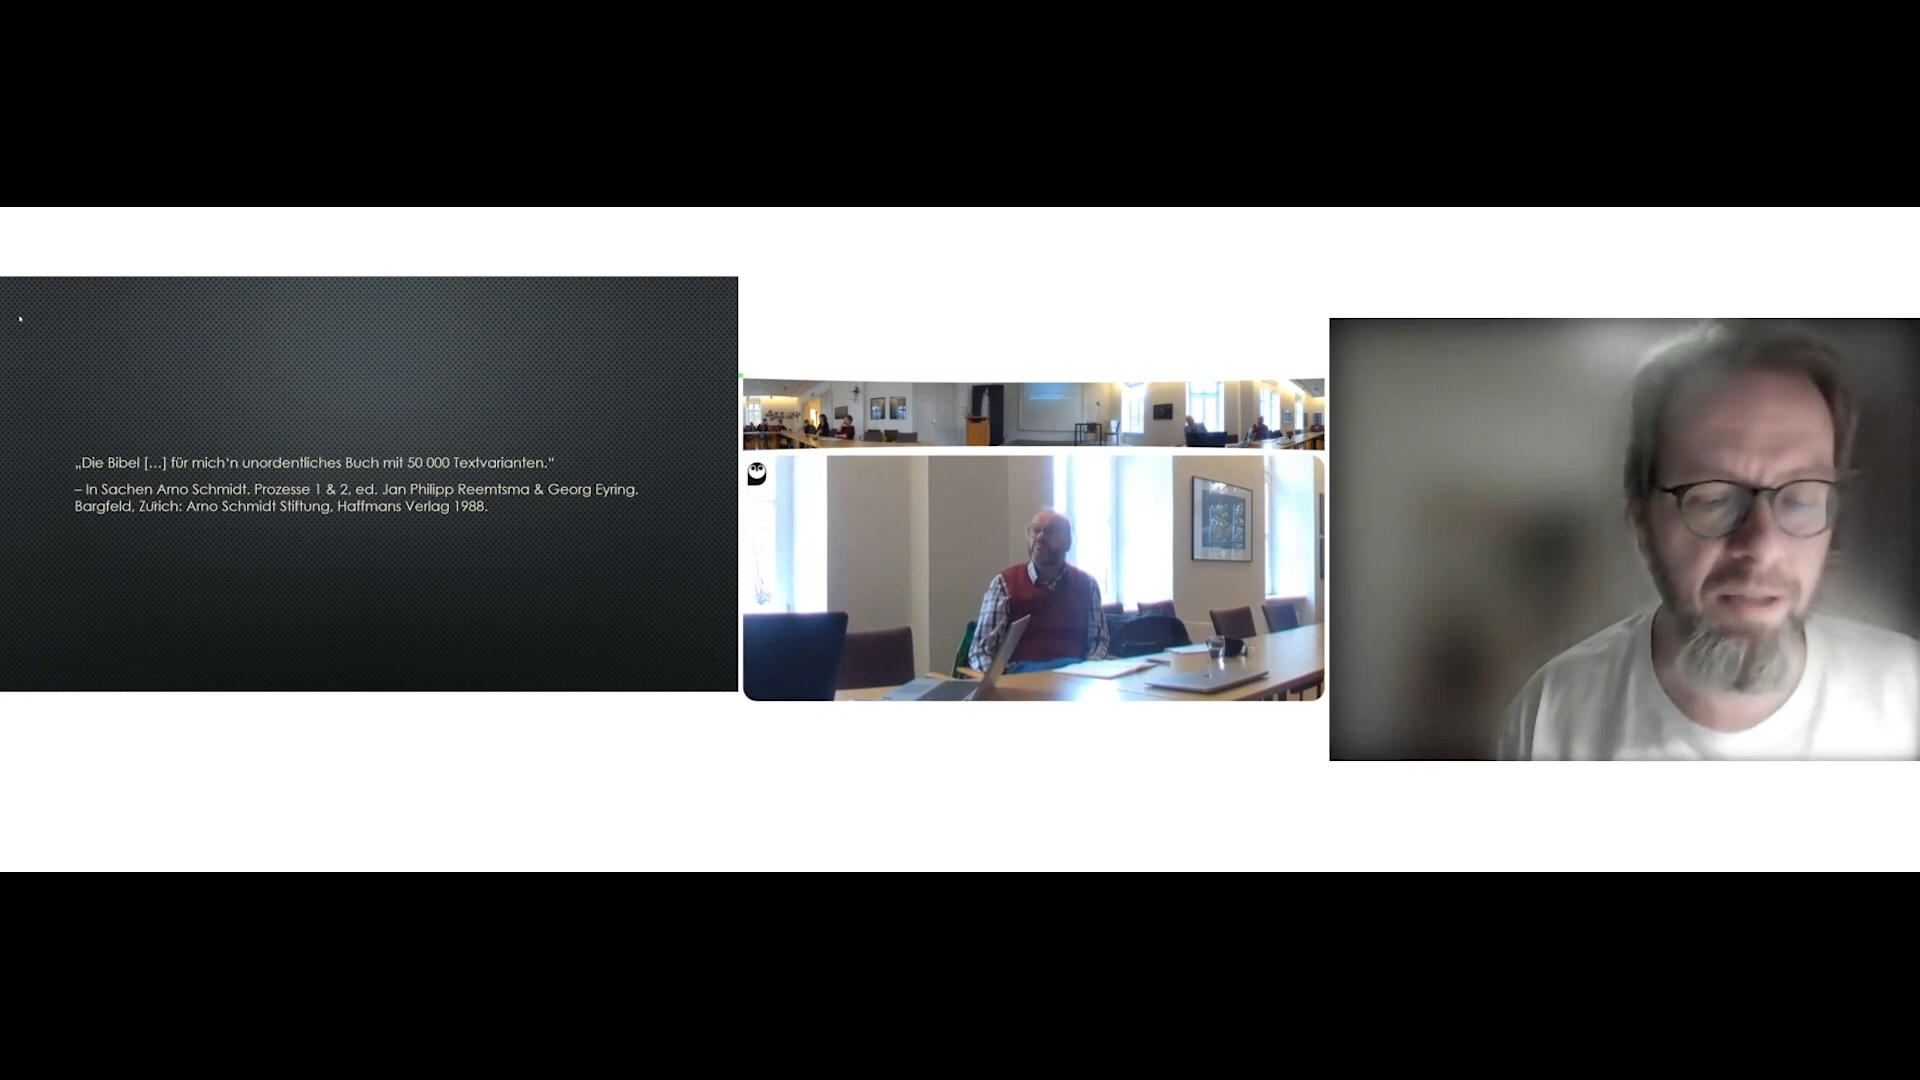 „Die Bibel [...] für mich‘n unordentliches Buch mit 50 000 Textvarianten.“
– In Sachen Arno Schmidt. Prozesse 1 & 2, ed. Jan Philipp Reemtsma & Georg Eyring.
Bargfeld, Zürich: Arno Schmidt Stiftung, Haffmans Verlag 1988.